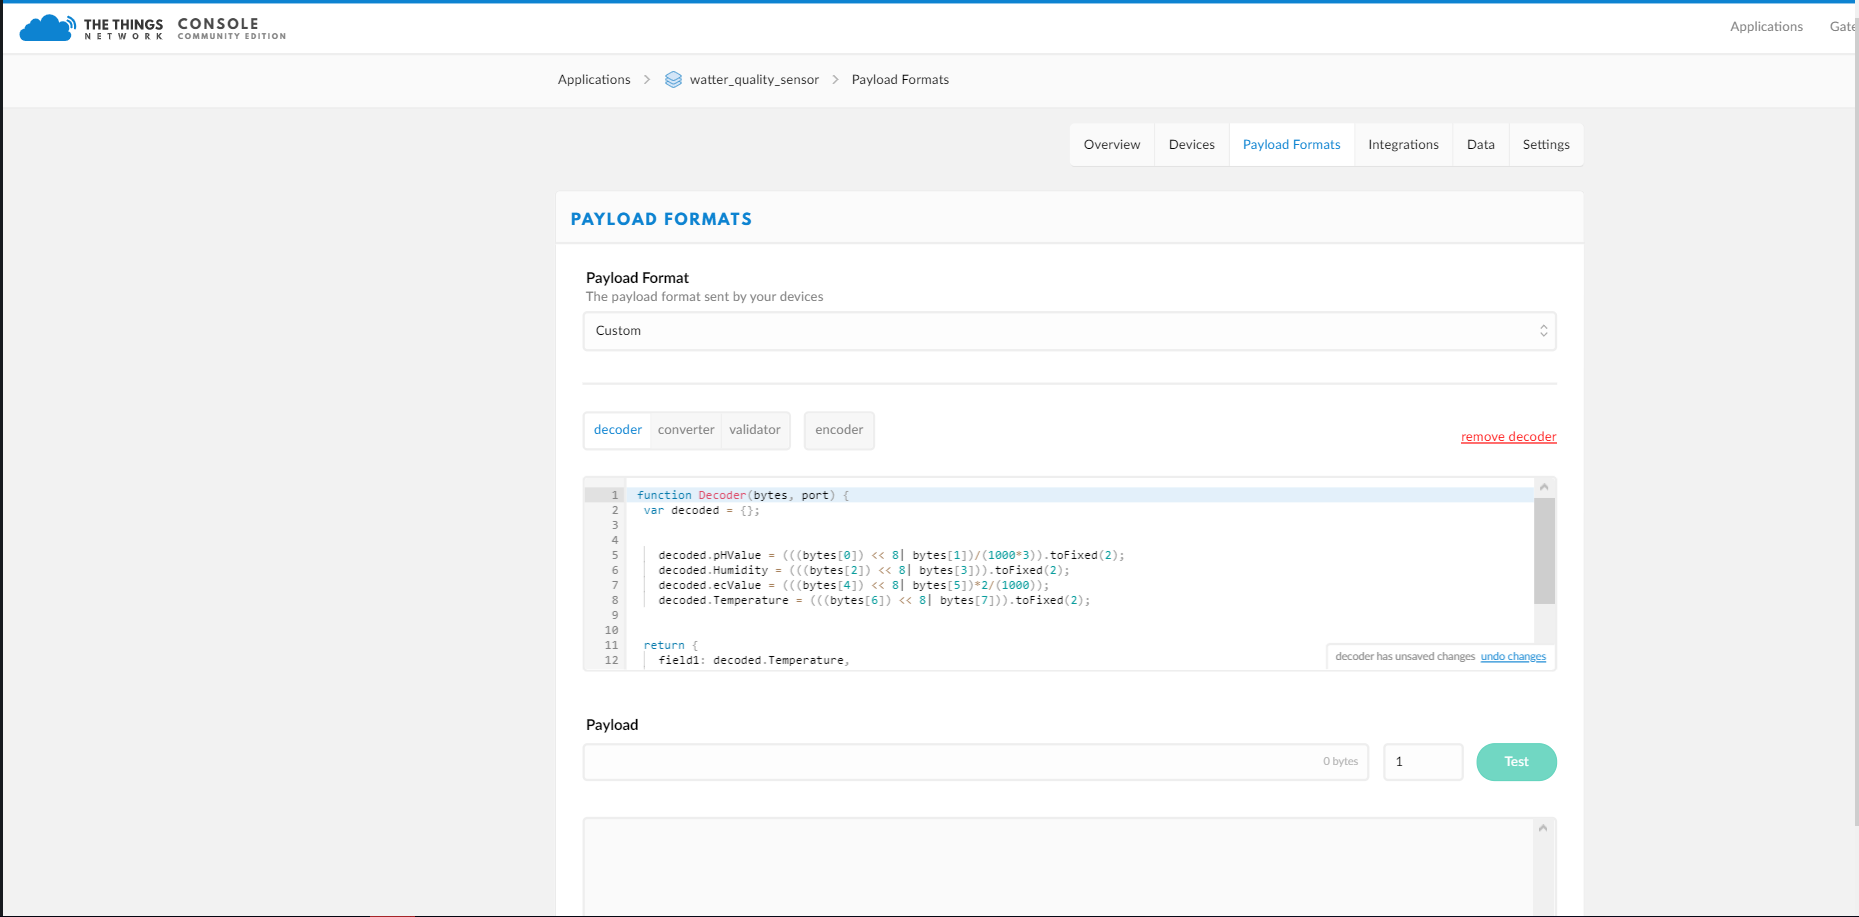 THE THINGS NETWORK CONSOLE COMMUNITY EDITION
Applications
Applications > watter_quality_sensor > Payload Formats
Overview Devices Payload Formats Integrations Data Settings
PAYLOAD FORMATS
Payload Format
The payload format sent by your devices
Custom
decoder converter validator encoder
remove decoder
1 function Decoder(bytes, port) {
2 var decoded = {};
3
4
5 decoded.pHValue = (((bytes[0]) << 8| bytes[1])/(1000*3)).toFixed(2);
6 decoded.Humidity = (((bytes[2]) << 8| bytes[3])).toFixed(2);
7 decoded.ecValue = (((bytes[4]) << 8| bytes[5])*2/(1000));
8 decoded.Temperature = (((bytes[6]) << 8| bytes[7])).toFixed(2);
9
10
11 return {
12 field1: decoded.Temperature,
decoder has unsaved changes undo changes
Payload
0 bytes 1 Test